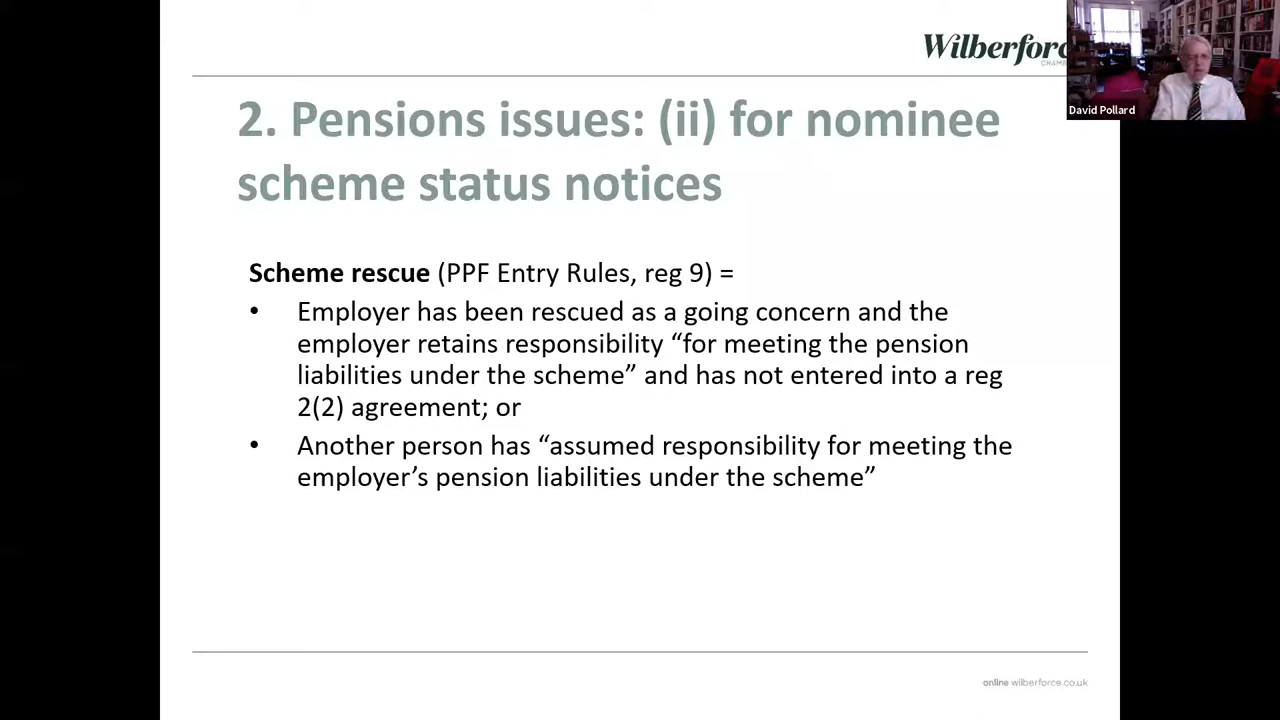 Wilberforc
CHAM
David Pollard
2. Pensions issues: (ii) for nominee
scheme status notices
Scheme rescue (PPF Entry Rules, reg 9) =
• Employer has been rescued as a going concern and the
employer retains responsibility “for meeting the pension
liabilities under the scheme” and has not entered into a reg
2(2) agreement; or
• Another person has “assumed responsibility for meeting the
employer’s pension liabilities under the scheme”
online wilberforce.co.uk